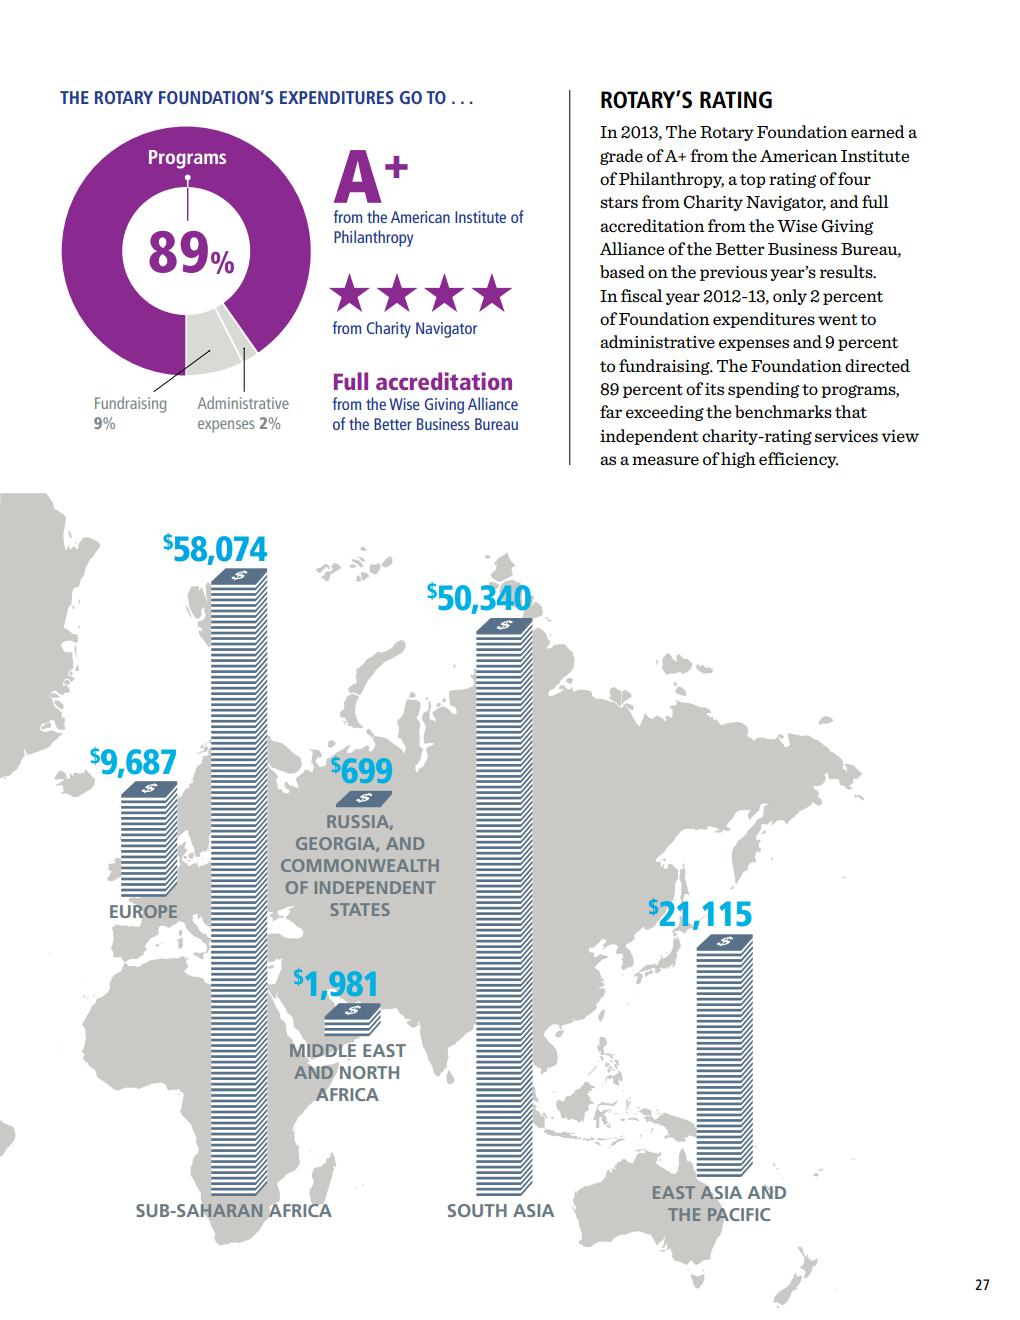 THE ROTARY FOUNDATION'S EXPENDITURES GO TO . . .
Programs
89%
Fundraising
9%
Administrative
expenses 2%
A+
from the American Institute of
Philanthropy
from Charity Navigator
Full accreditation
from the Wise Giving Alliance
of the Better Business Bureau
ROTARY'S RATING
In 2013, The Rotary Foundation earned a
grade of A+ from the American Institute
of Philanthropy, a top rating of four
stars from Charity Navigator, and full
accreditation from the Wise Giving
Alliance of the Better Business Bureau,
based on the previous year's results.
In fiscal year 2012-13, only 2 percent
of Foundation expenditures went to
administrative expenses and 9 percent
to fundraising. The Foundation directed
89 percent of its spending to programs,
far exceeding the benchmarks that
independent charity-rating services view
as a measure of high efficiency.
$58,074
$
SUB-SAHARAN AFRICA
$50,340
$
SOUTH ASIA
$9,687
$
EUROPE
$699
$
RUSSIA,
GEORGIA, AND
COMMONWEALTH
OF INDEPENDENT
STATES
$1,981
$
MIDDLE EAST
AND NORTH
AFRICA
$21,115
$
EAST ASIA AND
THE PACIFIC
27